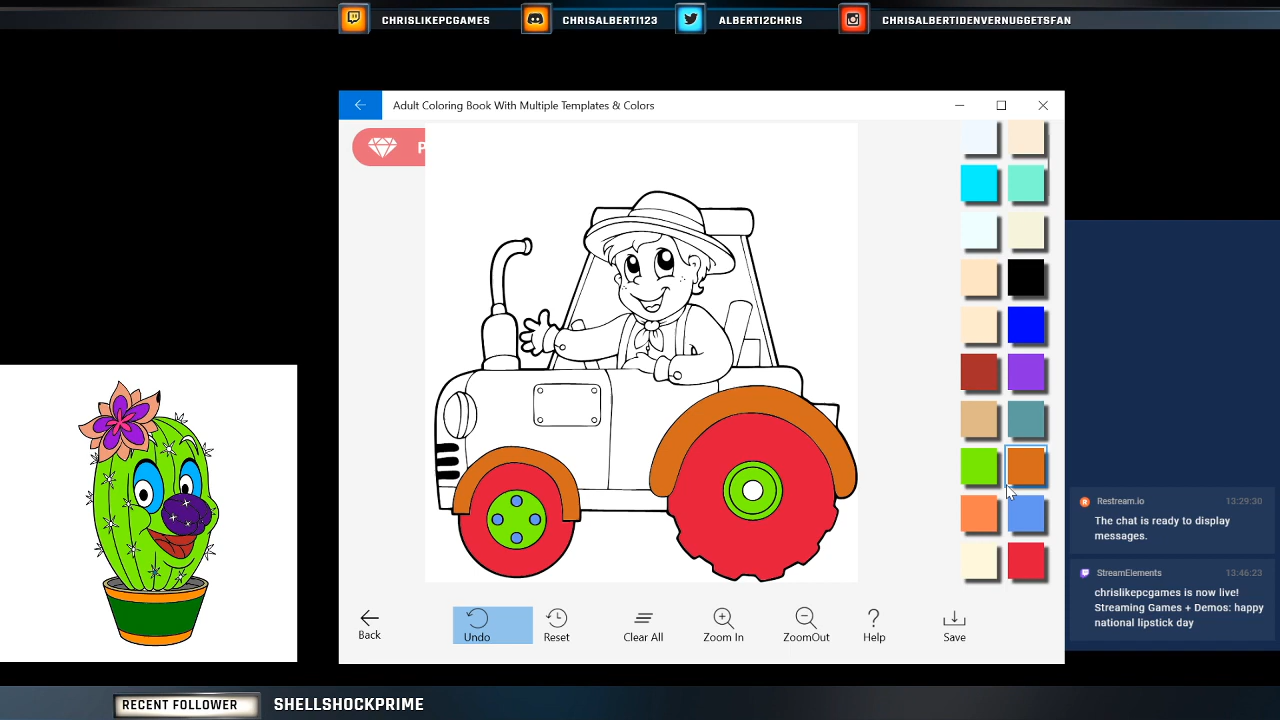 CHRISLIKEPCGAMES
CHRISALBERTI123
ALBERTI2CHRIS
CHRISALBERTIDENVERNUGGETSFAN
Adult Coloring Book With Multiple Templates & Colors
P
Restream.io 13:29:30
The chat is ready to display
messages.
StreamElements 13:46:23
chrislikepcgames is now live!
Streaming Games + Demos: happy
national lipstick day
Back
Undo
Reset
Clear All
Zoom In
ZoomOut
Help
Save
RECENT FOLLOWER
SHELLSHOCKPRIME